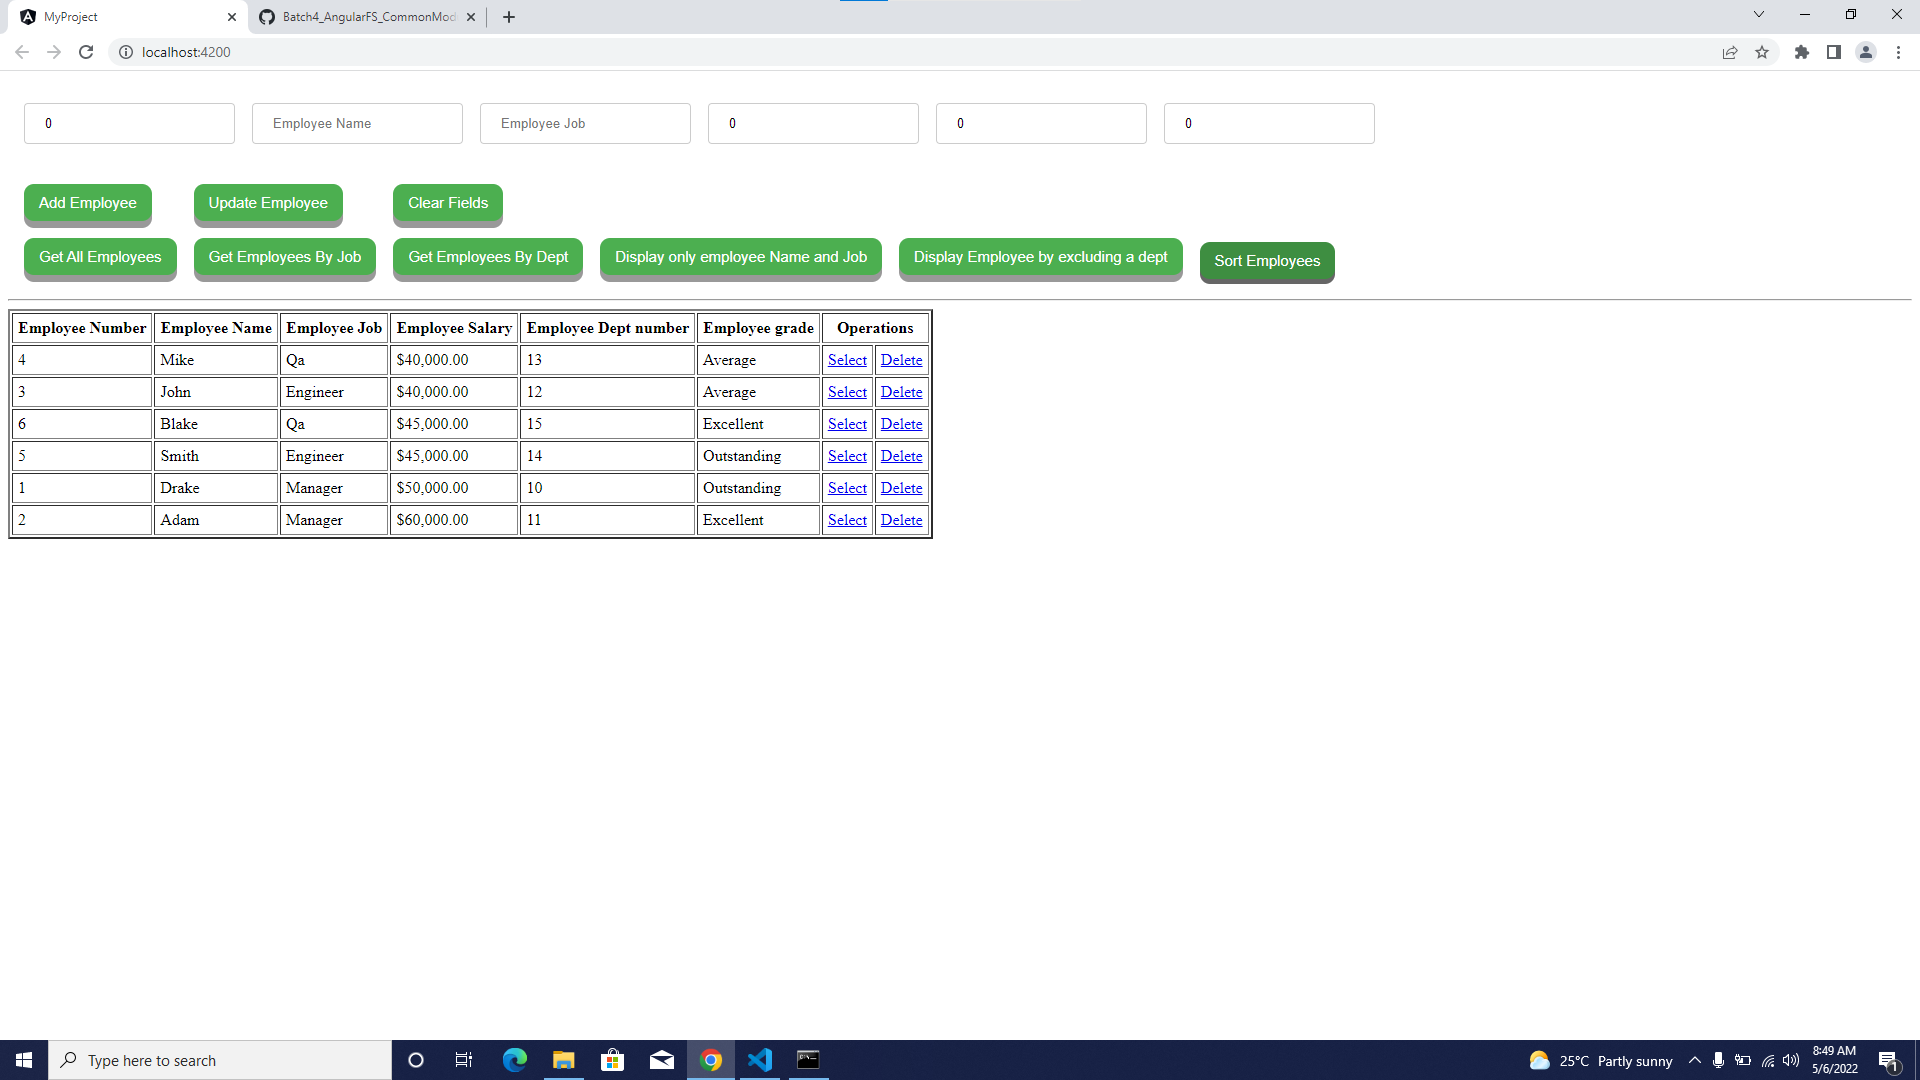 MyProject
Batch4_AngularFS_CommonMod
localhost:4200
0 Employee Name Employee Job 0 0 0
Add Employee Update Employee Clear Fields
Get All Employees Get Employees By Job Get Employees By Dept Display only employee Name and Job Display Employee by excluding a dept Sort Employees
Employee Number Employee Name Employee Job Employee Salary Employee Dept number Employee grade Operations
4 Mike Qa $40,000.00 13 Average Select Delete
3 John Engineer $40,000.00 12 Average Select Delete
6 Blake Qa $45,000.00 15 Excellent Select Delete
5 Smith Engineer $45,000.00 14 Outstanding Select Delete
1 Drake Manager $50,000.00 10 Outstanding Select Delete
2 Adam Manager $60,000.00 11 Excellent Select Delete
Type here to search
25°C Partly sunny
8:49 AM
5/6/2022
1